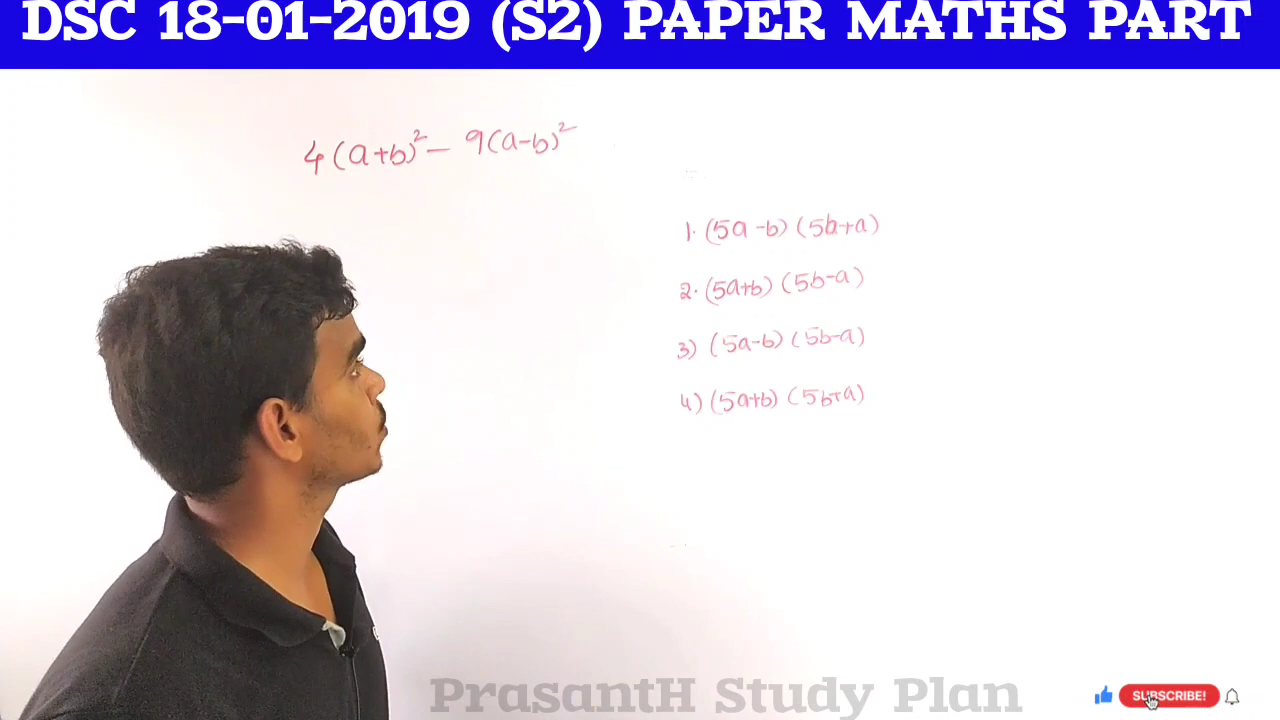 DSC 18-01-2019 (S2) PAPER MATHS PART
4(a+b)² – 9(a-b)²
1. (5a-b) (5b+a)
2. (5a+b) (5b-a)
3) (5a-b) (5b-a)
4) (5a+b) (5b+a)
PrasantH Study Plan
SUBSCRIBE!